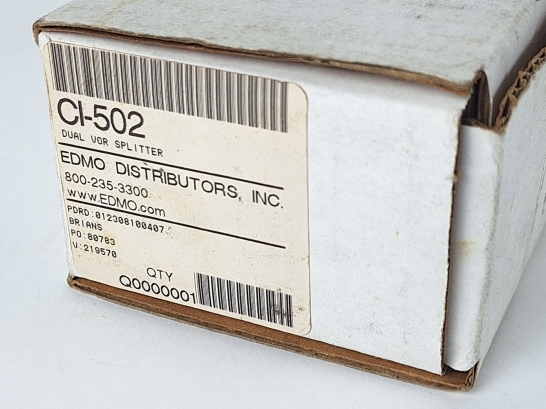 CI-502
DUAL VOR SPLITTER
EDMO DISTRIBUTORS, INC.
800-235-3300
www.EDMO.com
PDRD:012308100407
BRIANS
PO:80783
V:219570
QTY
Q0000001